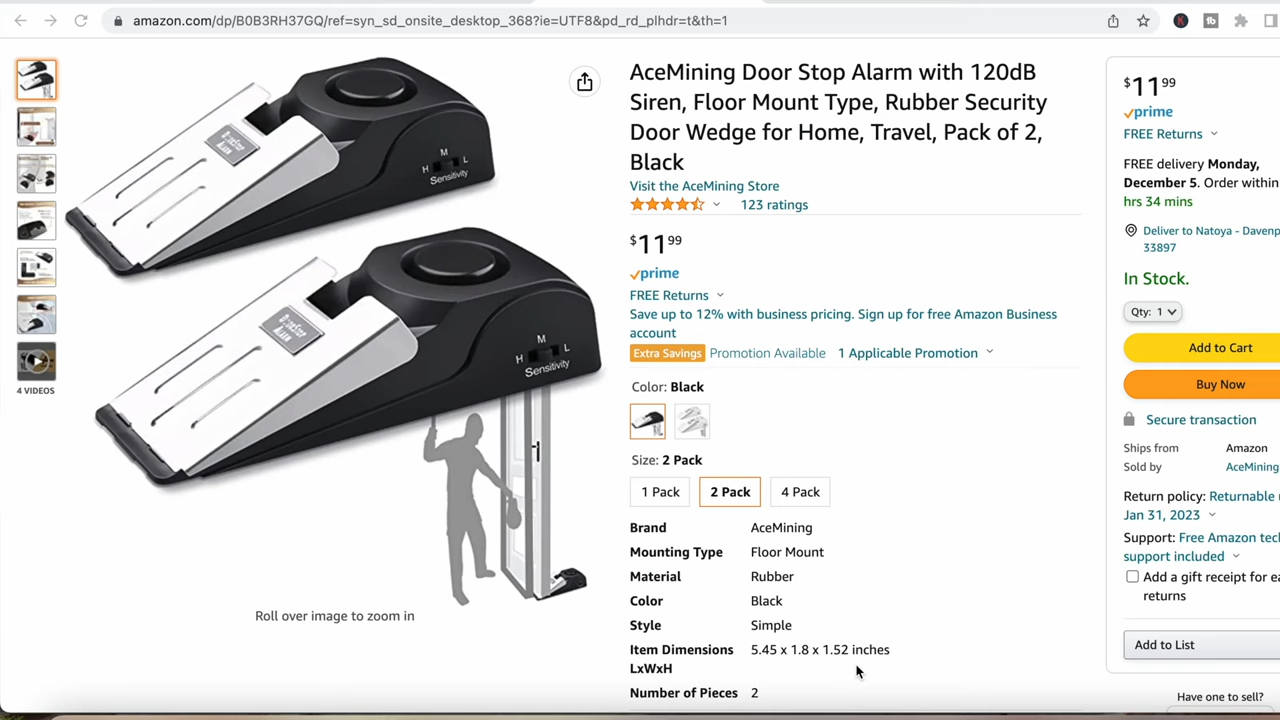 amazon.com/dp/B0B3RH37GQ/ref=syn_sd_onsite_desktop_368?ie=UTF8&pd_rd_plhdr=t&th=1
AceMining Door Stop Alarm with 120dB
Siren, Floor Mount Type, Rubber Security
Door Wedge for Home, Travel, Pack of 2,
Black
Visit the AceMining Store
123 ratings
$11 99
prime
FREE Returns
Save up to 12% with business pricing. Sign up for free Amazon Business
account
Extra Savings Promotion Available 1 Applicable Promotion
Color: Black
Size: 2 Pack
1 Pack 2 Pack 4 Pack
Brand AceMining
Mounting Type Floor Mount
Material Rubber
Color Black
Style Simple
Item Dimensions 5.45 x 1.8 x 1.52 inches
LxWxH
Number of Pieces 2
H M L
Sensitivity
H M L
Sensitivity
4 VIDEOS
Roll over image to zoom in
$11 99
prime
FREE Returns
FREE delivery Monday,
December 5. Order within
hrs 34 mins
Deliver to Natoya - Davenp
33897
In Stock.
Qty: 1
Add to Cart
Buy Now
Secure transaction
Ships from Amazon
Sold by AceMining
Return policy: Returnable
Jan 31, 2023
Support: Free Amazon tec
support included
Add a gift receipt for ea
returns
Add to List
Have one to sell?